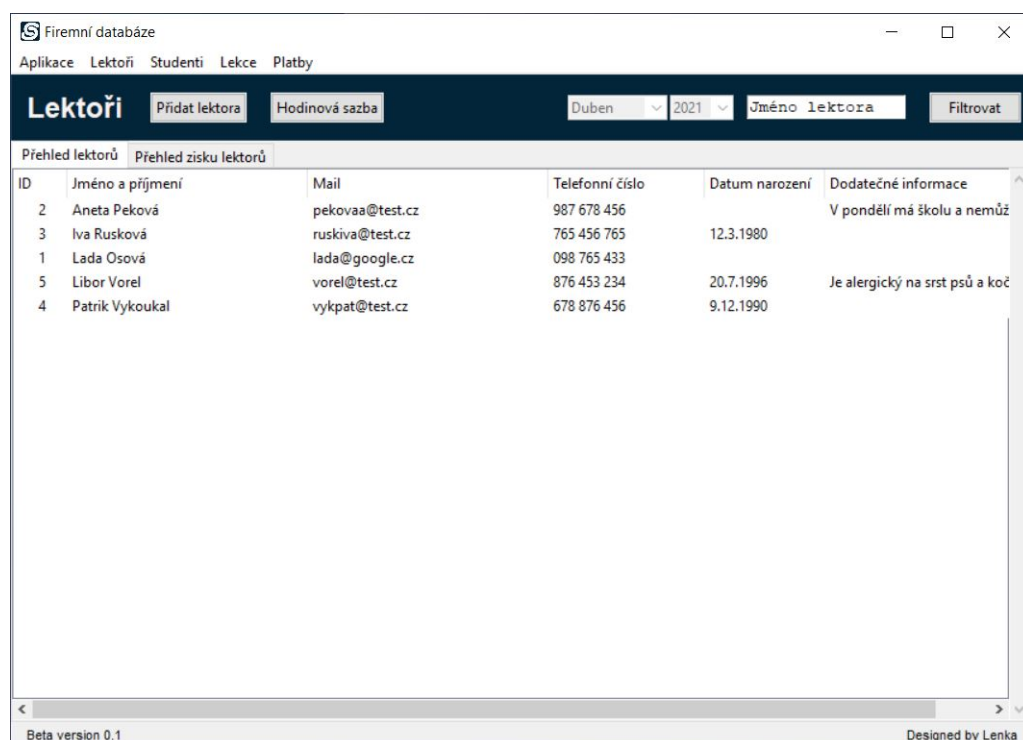 Firemní databáze
Aplikace Lektoři Studenti Lekce Platby
Lektoři Přidat lektora Hodinová sazba Duben 2021 Jméno lektora Filtrovat
Přehled lektorů Přehled zisku lektorů
ID Jméno a příjmení Mail Telefonní číslo Datum narození Dodatečné informace
2 Aneta Peková pekovaa@test.cz 987 678 456 V pondělí má školu a nemůž
3 Iva Rusková ruskiva@test.cz 765 456 765 12.3.1980
1 Lada Osová lada@google.cz 098 765 433
5 Libor Vorel vorel@test.cz 876 453 234 20.7.1996 Je alergický na srst psů a koč
4 Patrik Vykoukal vykpat@test.cz 678 876 456 9.12.1990
Beta version 0.1 Designed by Lenka